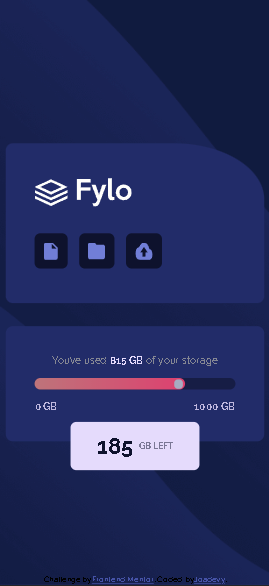 Fylo
You've used 815 GB of your storage
0 GB 1000 GB
185 GB LEFT
Challenge by Frontend Mentor. Coded by